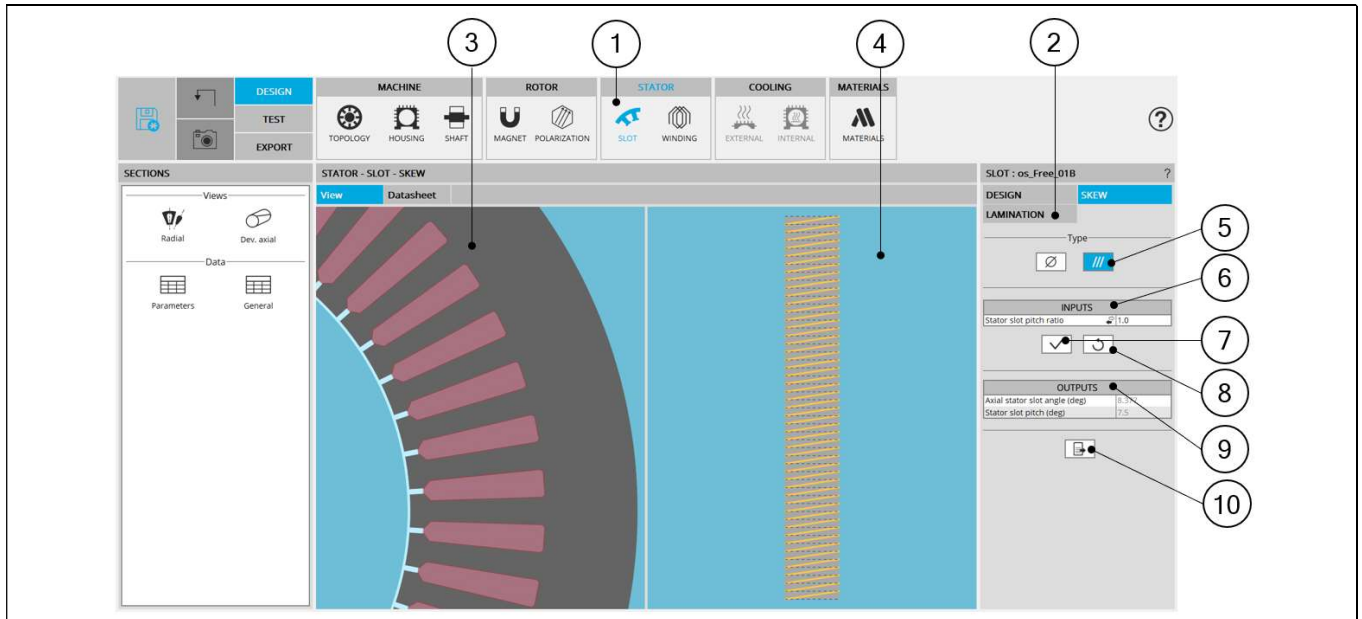 3
1
4
2
DESIGN
TEST
EXPORT
MACHINE
TOPOLOGY
HOUSING
SHAFT
ROTOR
MAGNET
POLARIZATION
STATOR
SLOT
WINDING
COOLING
EXTERNAL
INTERNAL
MATERIALS
MATERIALS
?
SECTIONS
Views
Radial
Dev. axial
Data
Parameters
General
STATOR - SLOT - SKEW
View
Datasheet
SLOT : os_Free_01B
?
DESIGN
SKEW
LAMINATION
Type
5
6
INPUTS
Stator slot pitch ratio 1.0
7
8
OUTPUTS
Axial stator slot angle (deg) 8.377
Stator slot pitch (deg) 7.5
9
10